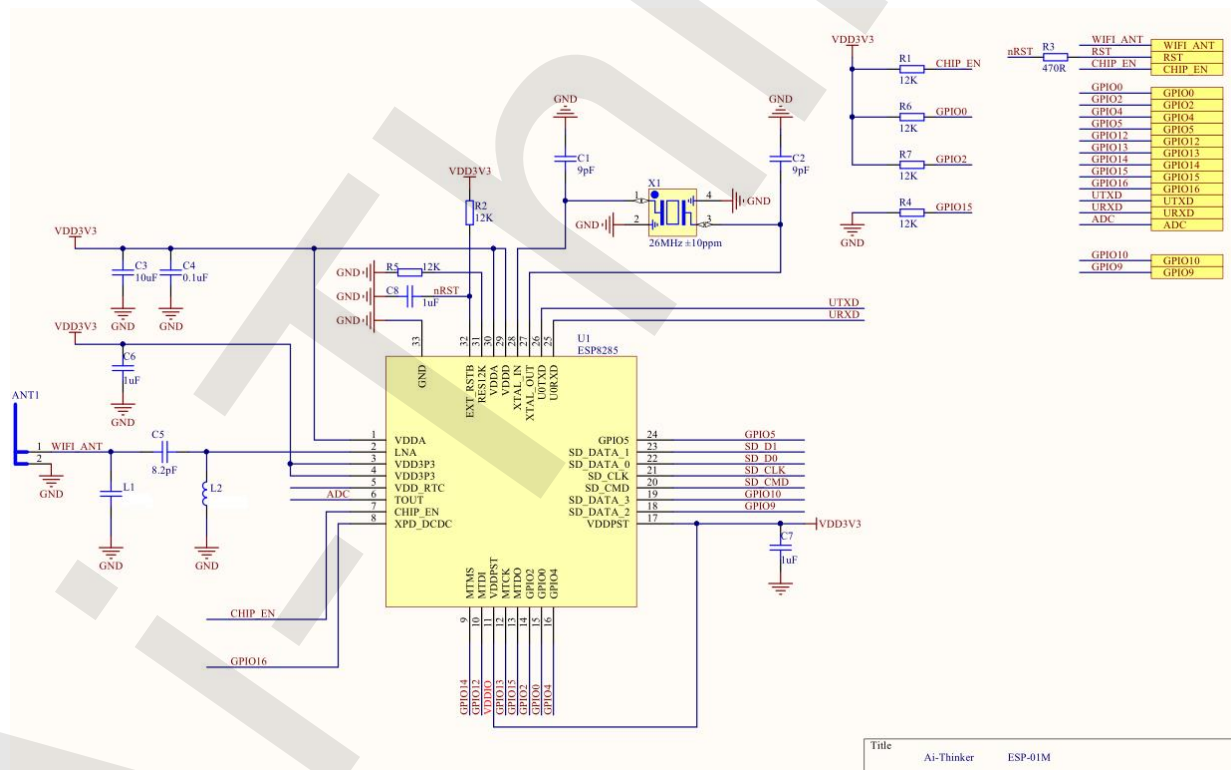 VDD3V3
R1
12K
CHIP_EN
R6
12K
GPIO0
R7
12K
GPIO2
R4
12K
GPIO15
GND
nRST
R3
470R
WIFI_ANT
RST
CHIP_EN
WIFI_ANT
RST
CHIP_EN
GPIO0
GPIO2
GPIO4
GPIO5
GPIO12
GPIO13
GPIO14
GPIO15
GPIO16
UTXD
URXD
ADC
GPIO0
GPIO2
GPIO4
GPIO5
GPIO12
GPIO13
GPIO14
GPIO15
GPIO16
UTXD
URXD
ADC
GPIO10
GPIO9
GPIO10
GPIO9
GND
C1
9pF
GND
C2
9pF
X1
1
4
GND
GND
2
3
26MHz ±10ppm
VDD3V3
R2
12K
VDD3V3
C3
10uF
C4
0.1uF
GND
GND
GND
R5
12K
GND
C8
nRST
1uF
GND
VDD3V3
C6
1uF
GND
UTXD
URXD
U1
ESP8285
33
32
31
30
29
28
27
26
25
GND
EXT_RSTB
RES12K
VDDA
VDDD
XTAL_IN
XTAL_OUT
U0TXD
U0RXD
ANT1
1
WIFI_ANT
2
GND
C5
8.2pF
L1
GND
L2
GND
1 VDDA
2 LNA
3 VDD3P3
4 VDD3P3
5 VDD_RTC
ADC 6 TOUT
7 CHIP_EN
8 XPD_DCDC
GPIO5 24 GPIO5
SD_DATA_1 23 SD_D1
SD_DATA_0 22 SD_D0
SD_CLK 21 SD_CLK
SD_CMD 20 SD_CMD
SD_DATA_3 19 GPIO10
SD_DATA_2 18 GPIO9
VDDPST 17
VDD3V3
C7
1uF
CHIP_EN
GPIO16
MTMS
MTDI
VDDPST
MTCK
MTDO
GPIO2
GPIO0
GPIO4
9
10
11
12
13
14
15
16
GPIO14
GPIO12
VDDIO
GPIO13
GPIO15
GPIO2
GPIO0
GPIO4
Title
Ai-Thinker ESP-01M